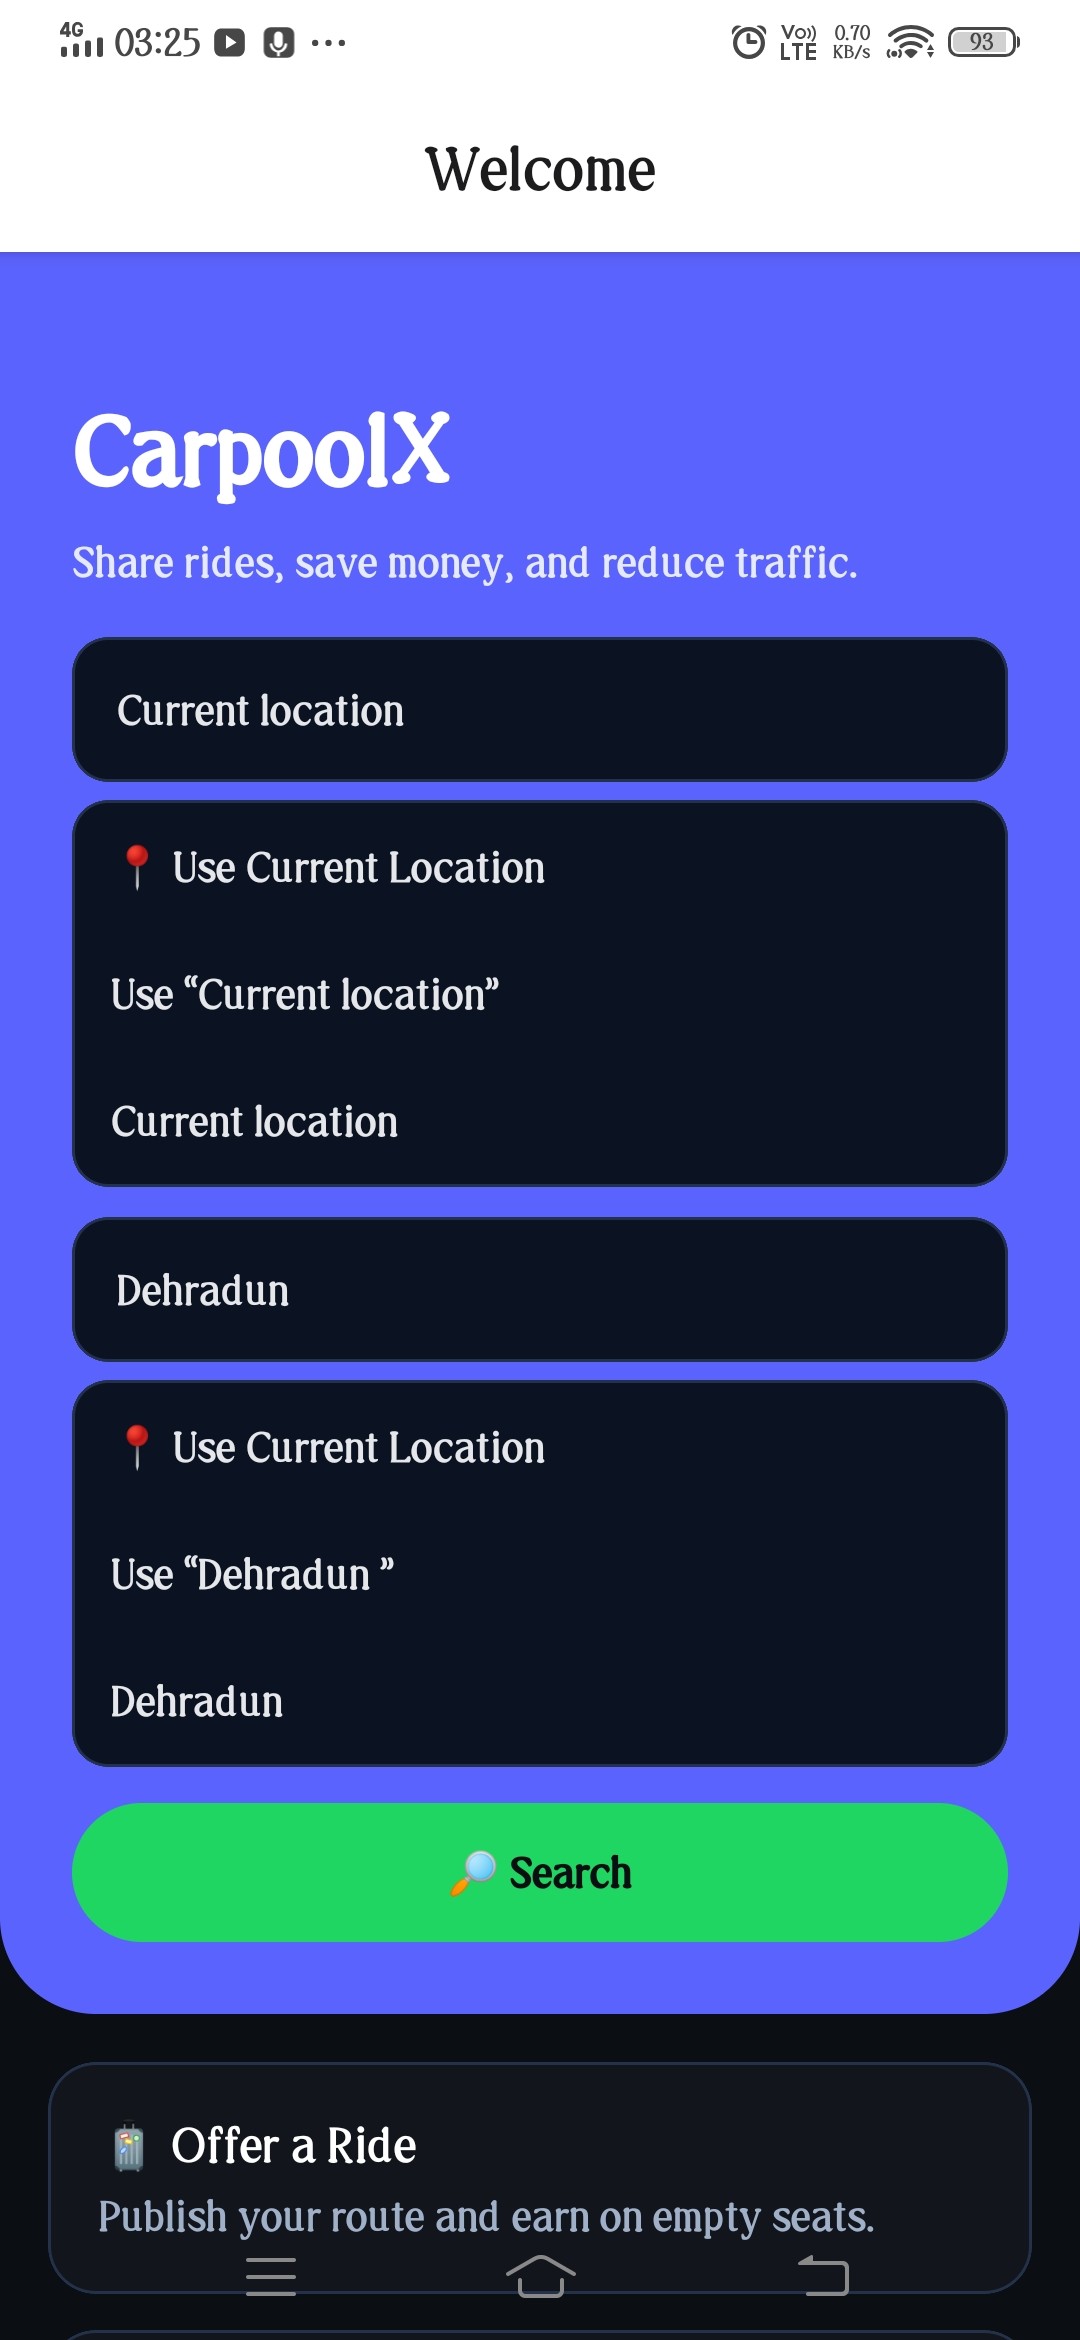 4G 03:25 Vo)) LTE 0.70 KB/s 93
Welcome
CarpoolX
Share rides, save money, and reduce traffic.
Current location
📍 Use Current Location
Use “Current location”
Current location
Dehradun
📍 Use Current Location
Use “Dehradun ”
Dehradun
🔎 Search
🧳 Offer a Ride
Publish your route and earn on empty seats.